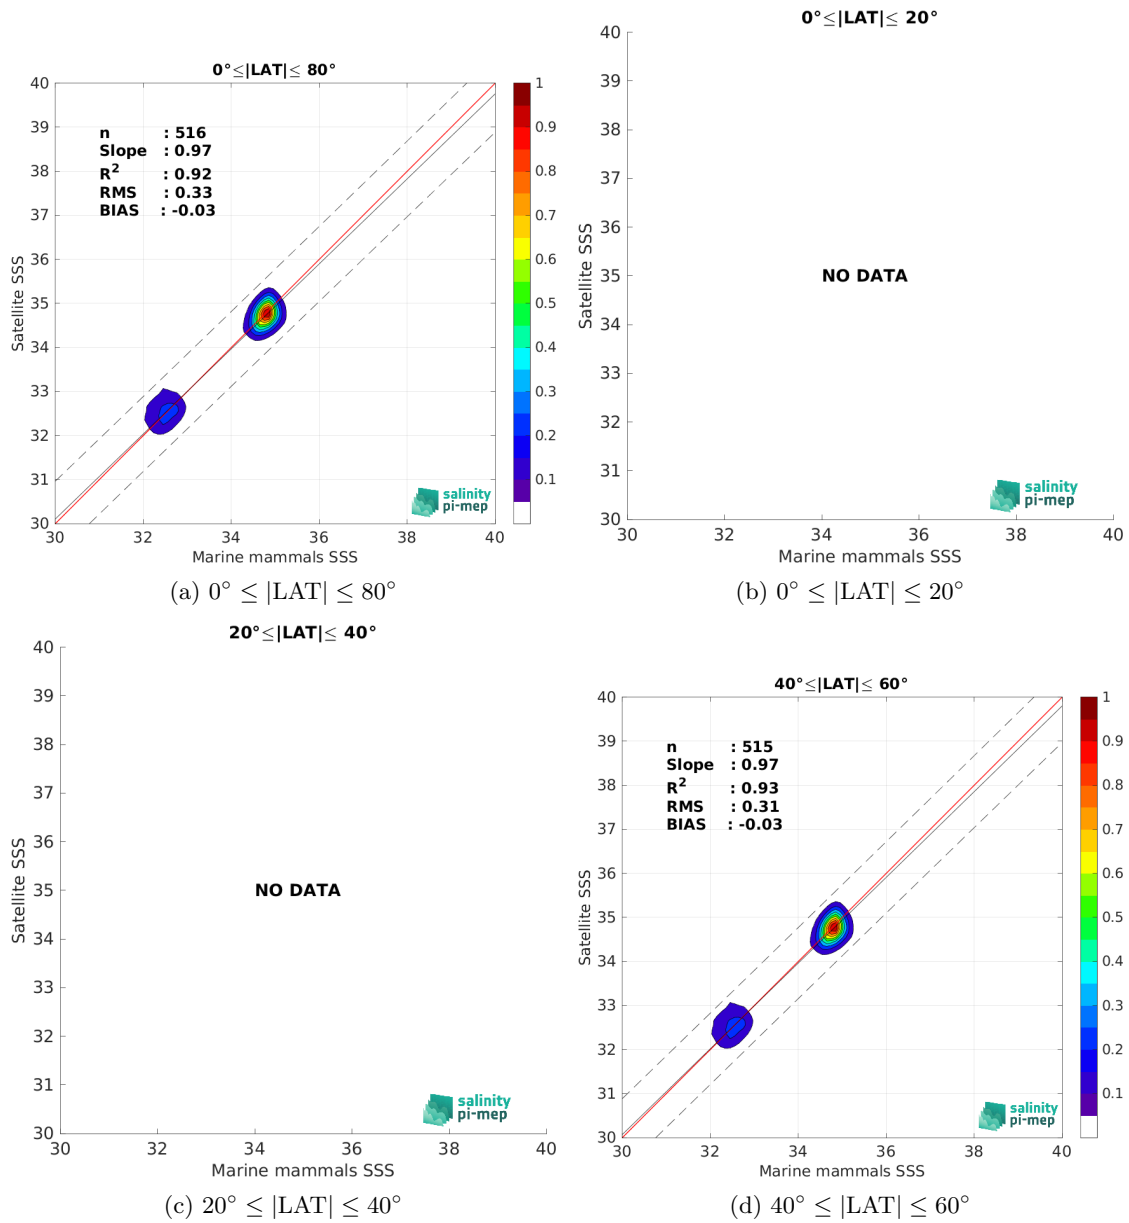 0°≤|LAT|≤ 80°
n : 516
Slope : 0.97
R² : 0.92
RMS : 0.33
BIAS : -0.03
40
39
38
37
36
35
34
33
32
31
30
30 32 34 36 38 40
1
0.9
0.8
0.7
0.6
0.5
0.4
0.3
0.2
0.1
Satellite SSS
Marine mammals SSS
salinity
pi-mep
(a) 0° ≤ |LAT| ≤ 80°
0°≤|LAT|≤ 20°
40
39
38
37
36
35
34
33
32
31
30
30 32 34 36 38 40
NO DATA
Satellite SSS
Marine mammals SSS
salinity
pi-mep
(b) 0° ≤ |LAT| ≤ 20°
20°≤|LAT|≤ 40°
40
39
38
37
36
35
34
33
32
31
30
30 32 34 36 38 40
NO DATA
Satellite SSS
Marine mammals SSS
salinity
pi-mep
(c) 20° ≤ |LAT| ≤ 40°
40°≤|LAT|≤ 60°
n : 515
Slope : 0.97
R² : 0.93
RMS : 0.31
BIAS : -0.03
40
39
38
37
36
35
34
33
32
31
30
30 32 34 36 38 40
1
0.9
0.8
0.7
0.6
0.5
0.4
0.3
0.2
0.1
Satellite SSS
Marine mammals SSS
salinity
pi-mep
(d) 40° ≤ |LAT| ≤ 60°